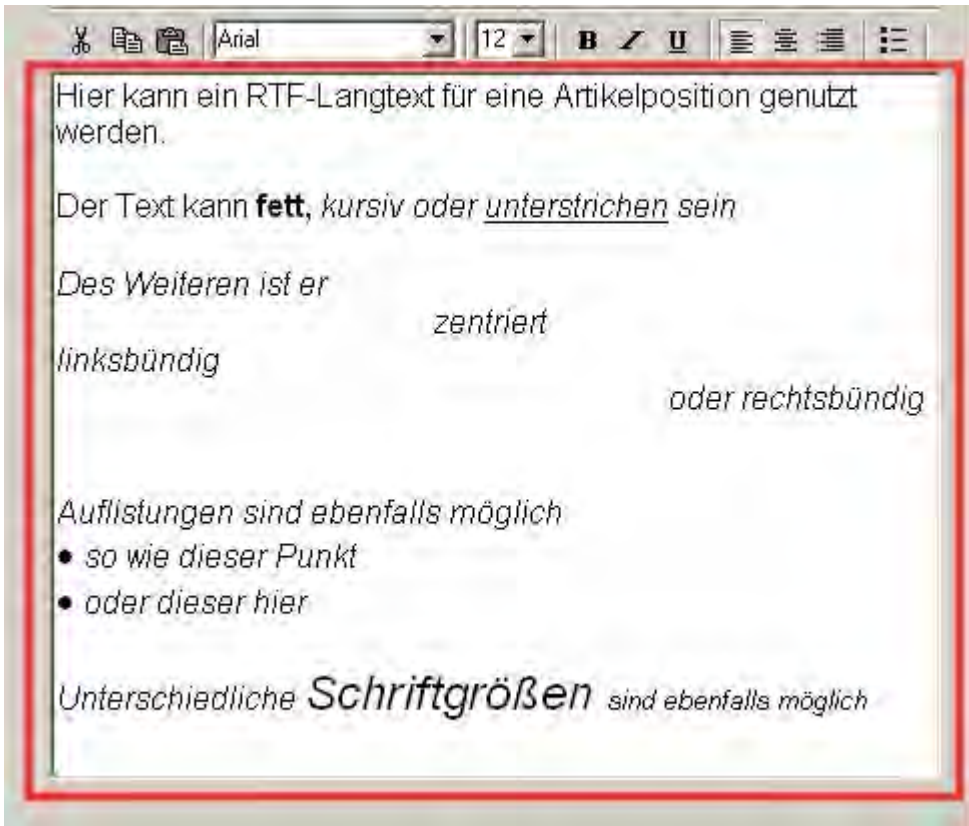 Arial 12 B I U
Hier kann ein RTF-Langtext für eine Artikelposition genutzt
werden.
Der Text kann fett, kursiv oder unterstrichen sein
Des Weiteren ist er
zentriert
linksbündig
oder rechtsbündig
Auflistungen sind ebenfalls möglich
• so wie dieser Punkt
• oder dieser hier
Unterschiedliche Schriftgrößen sind ebenfalls möglich